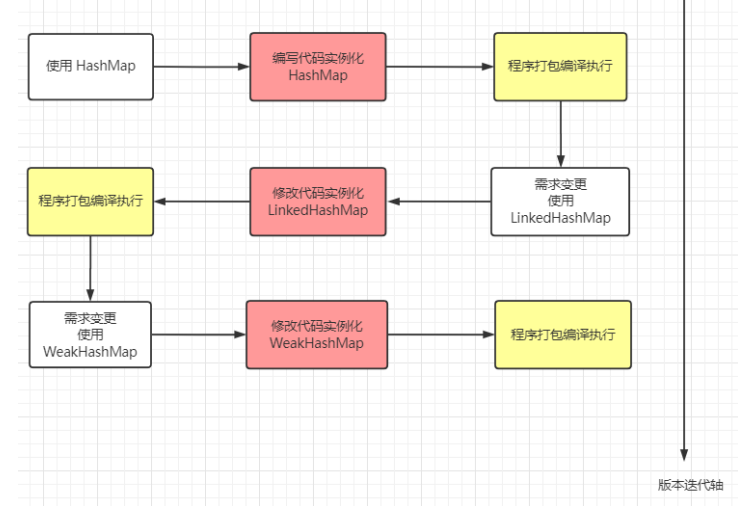 使用 HashMap
编写代码实例化
HashMap
程序打包编译执行
需求变更
使用
LinkedHashMap
修改代码实例化
LinkedHashMap
程序打包编译执行
需求变更
使用
WeakHashMap
修改代码实例化
WeakHashMap
程序打包编译执行
版本迭代轴